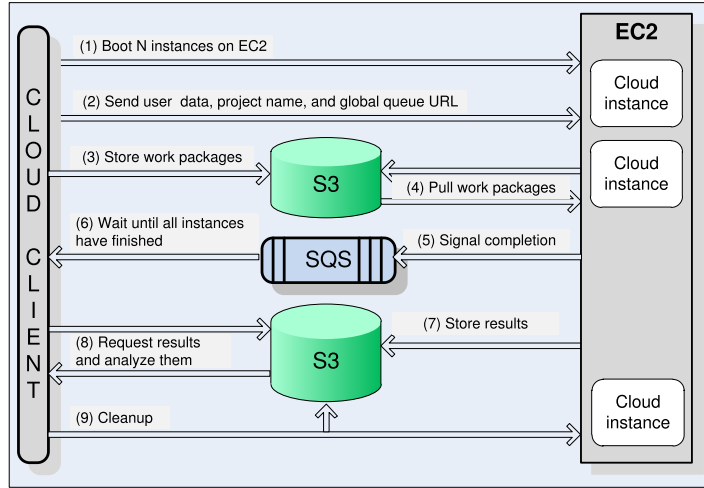 EC2
(1) Boot N instances on EC2
Cloud
instance
(2) Send user data, project name, and global queue URL
CLOUD CLIENT
(3) Store work packages
S3
Cloud
instance
(4) Pull work packages
(6) Wait until all instances
have finished
SQS
(5) Signal completion
(7) Store results
(8) Request results
and analyze them
S3
Cloud
instance
(9) Cleanup